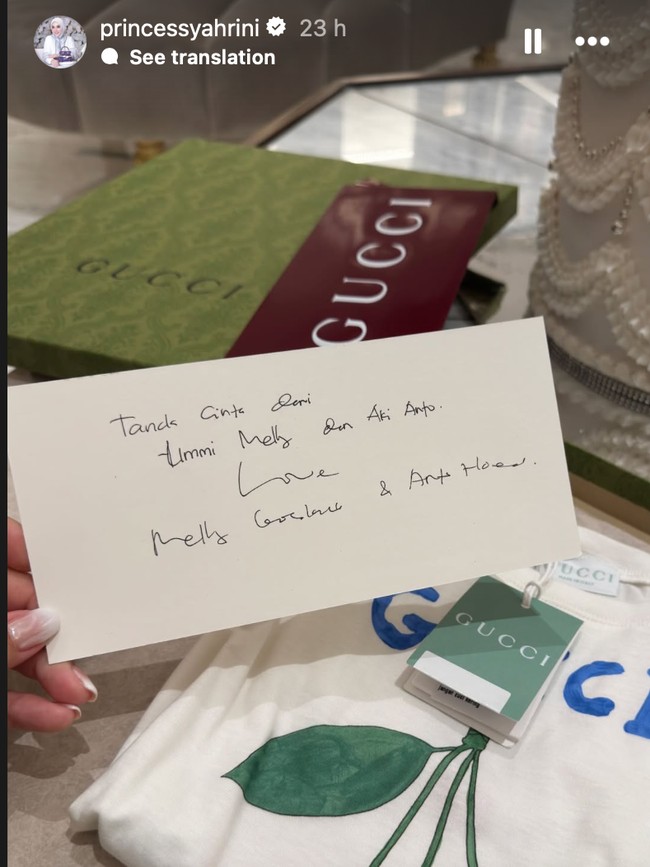 princessyahrini 23 h
See translation
GUCCI
GUCCI
Tanda Cinta dari
Ummi Melly dan Aki Anto.
Love
Melly Goeslaw & Anto Hoed.
GUCCI
GUCCI